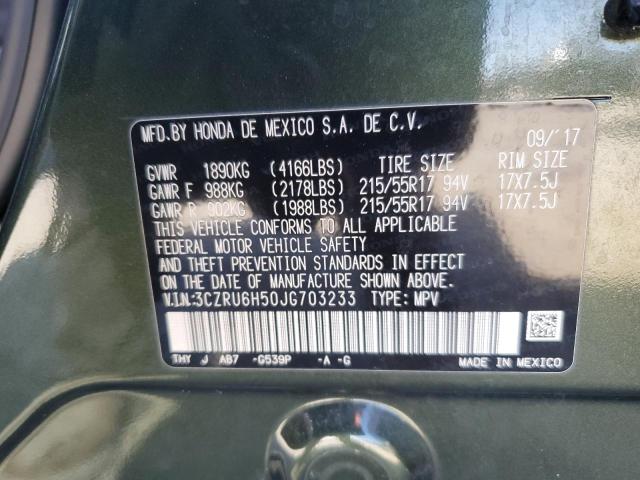 MFD.BY HONDA DE MEXICO S.A. DE C.V.
09/'17
GVWR 1890KG (4166LBS) TIRE SIZE RIM SIZE
GAWR F 988KG (2178LBS) 215/55R17 94V 17X7.5J
GAWR R 902KG (1988LBS) 215/55R17 94V 17X7.5J
THIS VEHICLE CONFORMS TO ALL APPLICABLE
FEDERAL MOTOR VEHICLE SAFETY
AND THEFT PREVENTION STANDARDS IN EFFECT
ON THE DATE OF MANUFACTURE SHOWN ABOVE.
V.I.N:3CZRU6H50JG703233 TYPE: MPV
THY J AB7 -G539P -A -G
MADE IN MEXICO